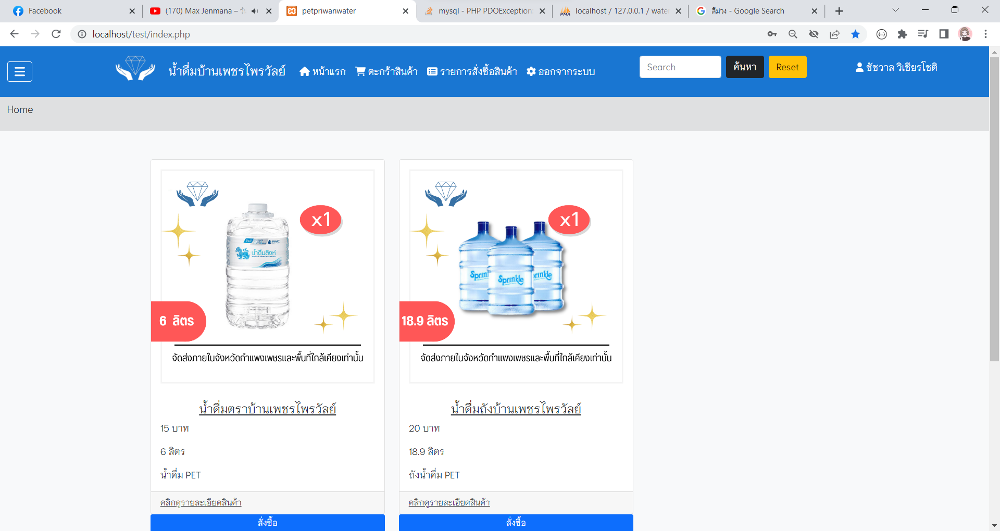 Facebook
(170) Max Jenmana – วั
petpriwanwater
mysql - PHP PDOException:
localhost / 127.0.0.1 / wate
สีม่วง - Google Search
localhost/test/index.php
น้ำดื่มบ้านเพชรไพรวัลย์
หน้าแรก
ตะกร้าสินค้า
รายการสั่งซื้อสินค้า
ออกจากระบบ
Search
ค้นหา
Reset
ชัชวาล วิเชียรโชติ
Home
x1
น้ำดื่มสิงห์
6 ลิตร
จัดส่งภายในจังหวัดกำแพงเพชรและพื้นที่ใกล้เคียงเท่านั้น
น้ำดื่มตราบ้านเพชรไพรวัลย์
15 บาท
6 ลิตร
น้ำดื่ม PET
คลิกดูรายละเอียดสินค้า
สั่งซื้อ
x1
Sprinkle
18.9 ลิตร
จัดส่งภายในจังหวัดกำแพงเพชรและพื้นที่ใกล้เคียงเท่านั้น
น้ำดื่มถังบ้านเพชรไพรวัลย์
20 บาท
18.9 ลิตร
ถังน้ำดื่ม PET
คลิกดูรายละเอียดสินค้า
สั่งซื้อ